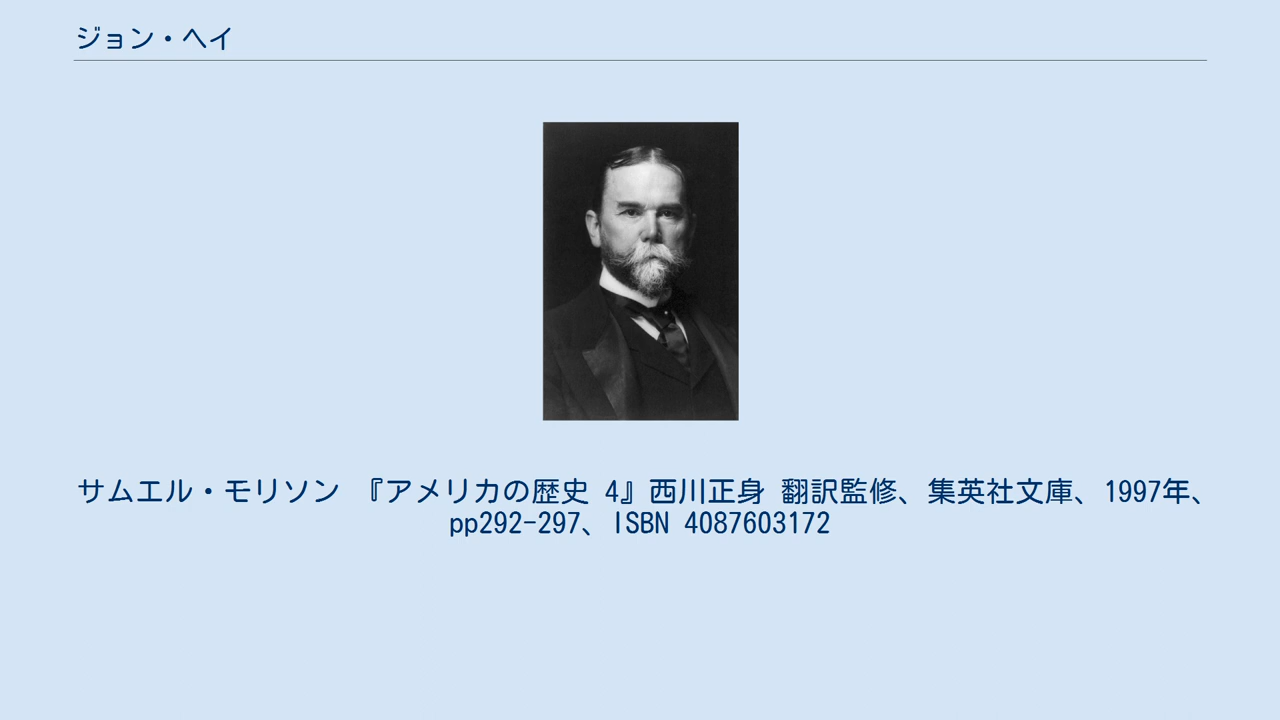 ジョン・ヘイ
サムエル・モリソン 『アメリカの歴史 4』西川正身 翻訳監修、集英社文庫、1997年、
pp292-297、ISBN 4087603172